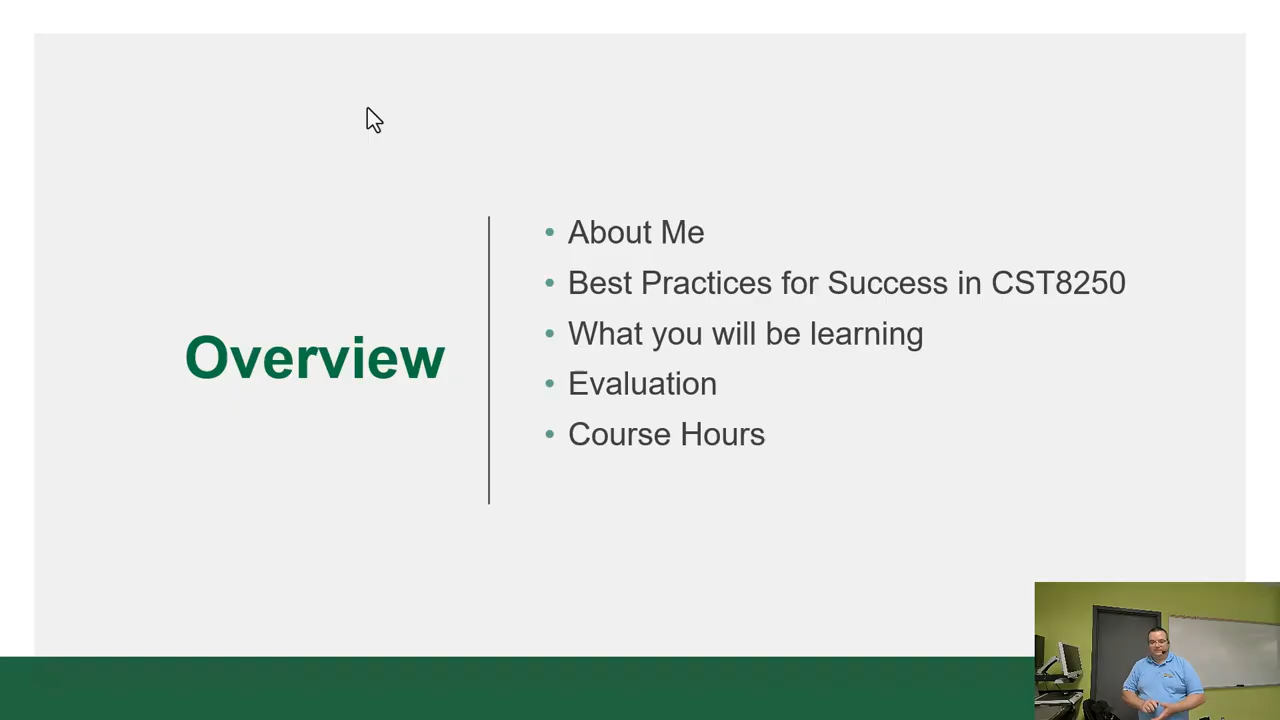 Overview
About Me
Best Practices for Success in CST8250
What you will be learning
Evaluation
Course Hours